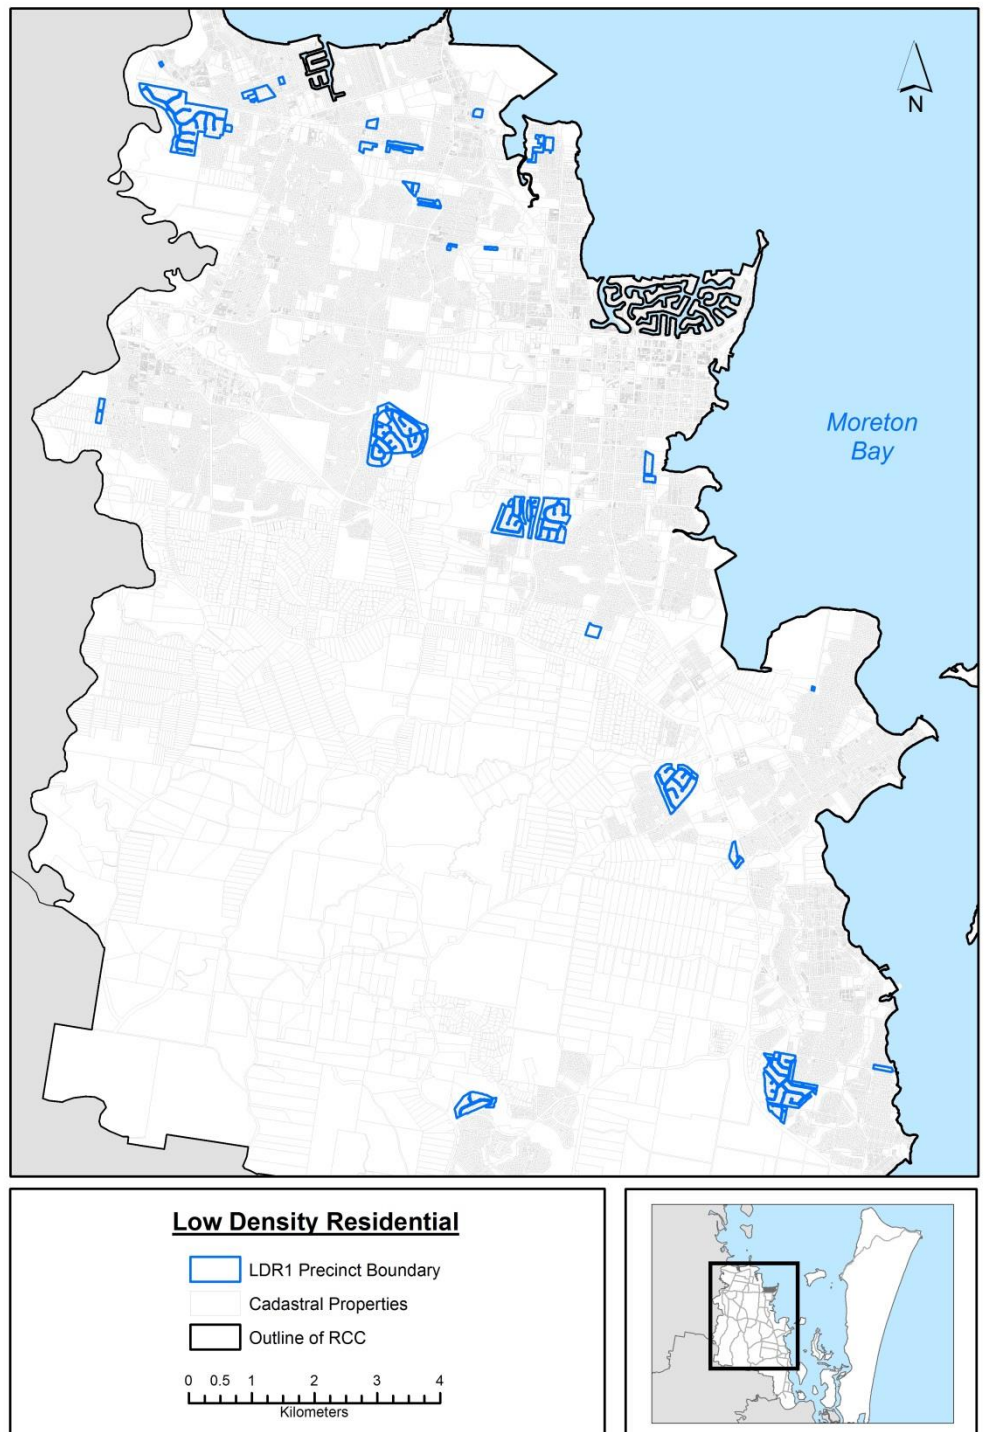 N
Moreton
Bay
Low Density Residential
LDR1 Precinct Boundary
Cadastral Properties
Outline of RCC
0 0.5 1 2 3 4
Kilometers